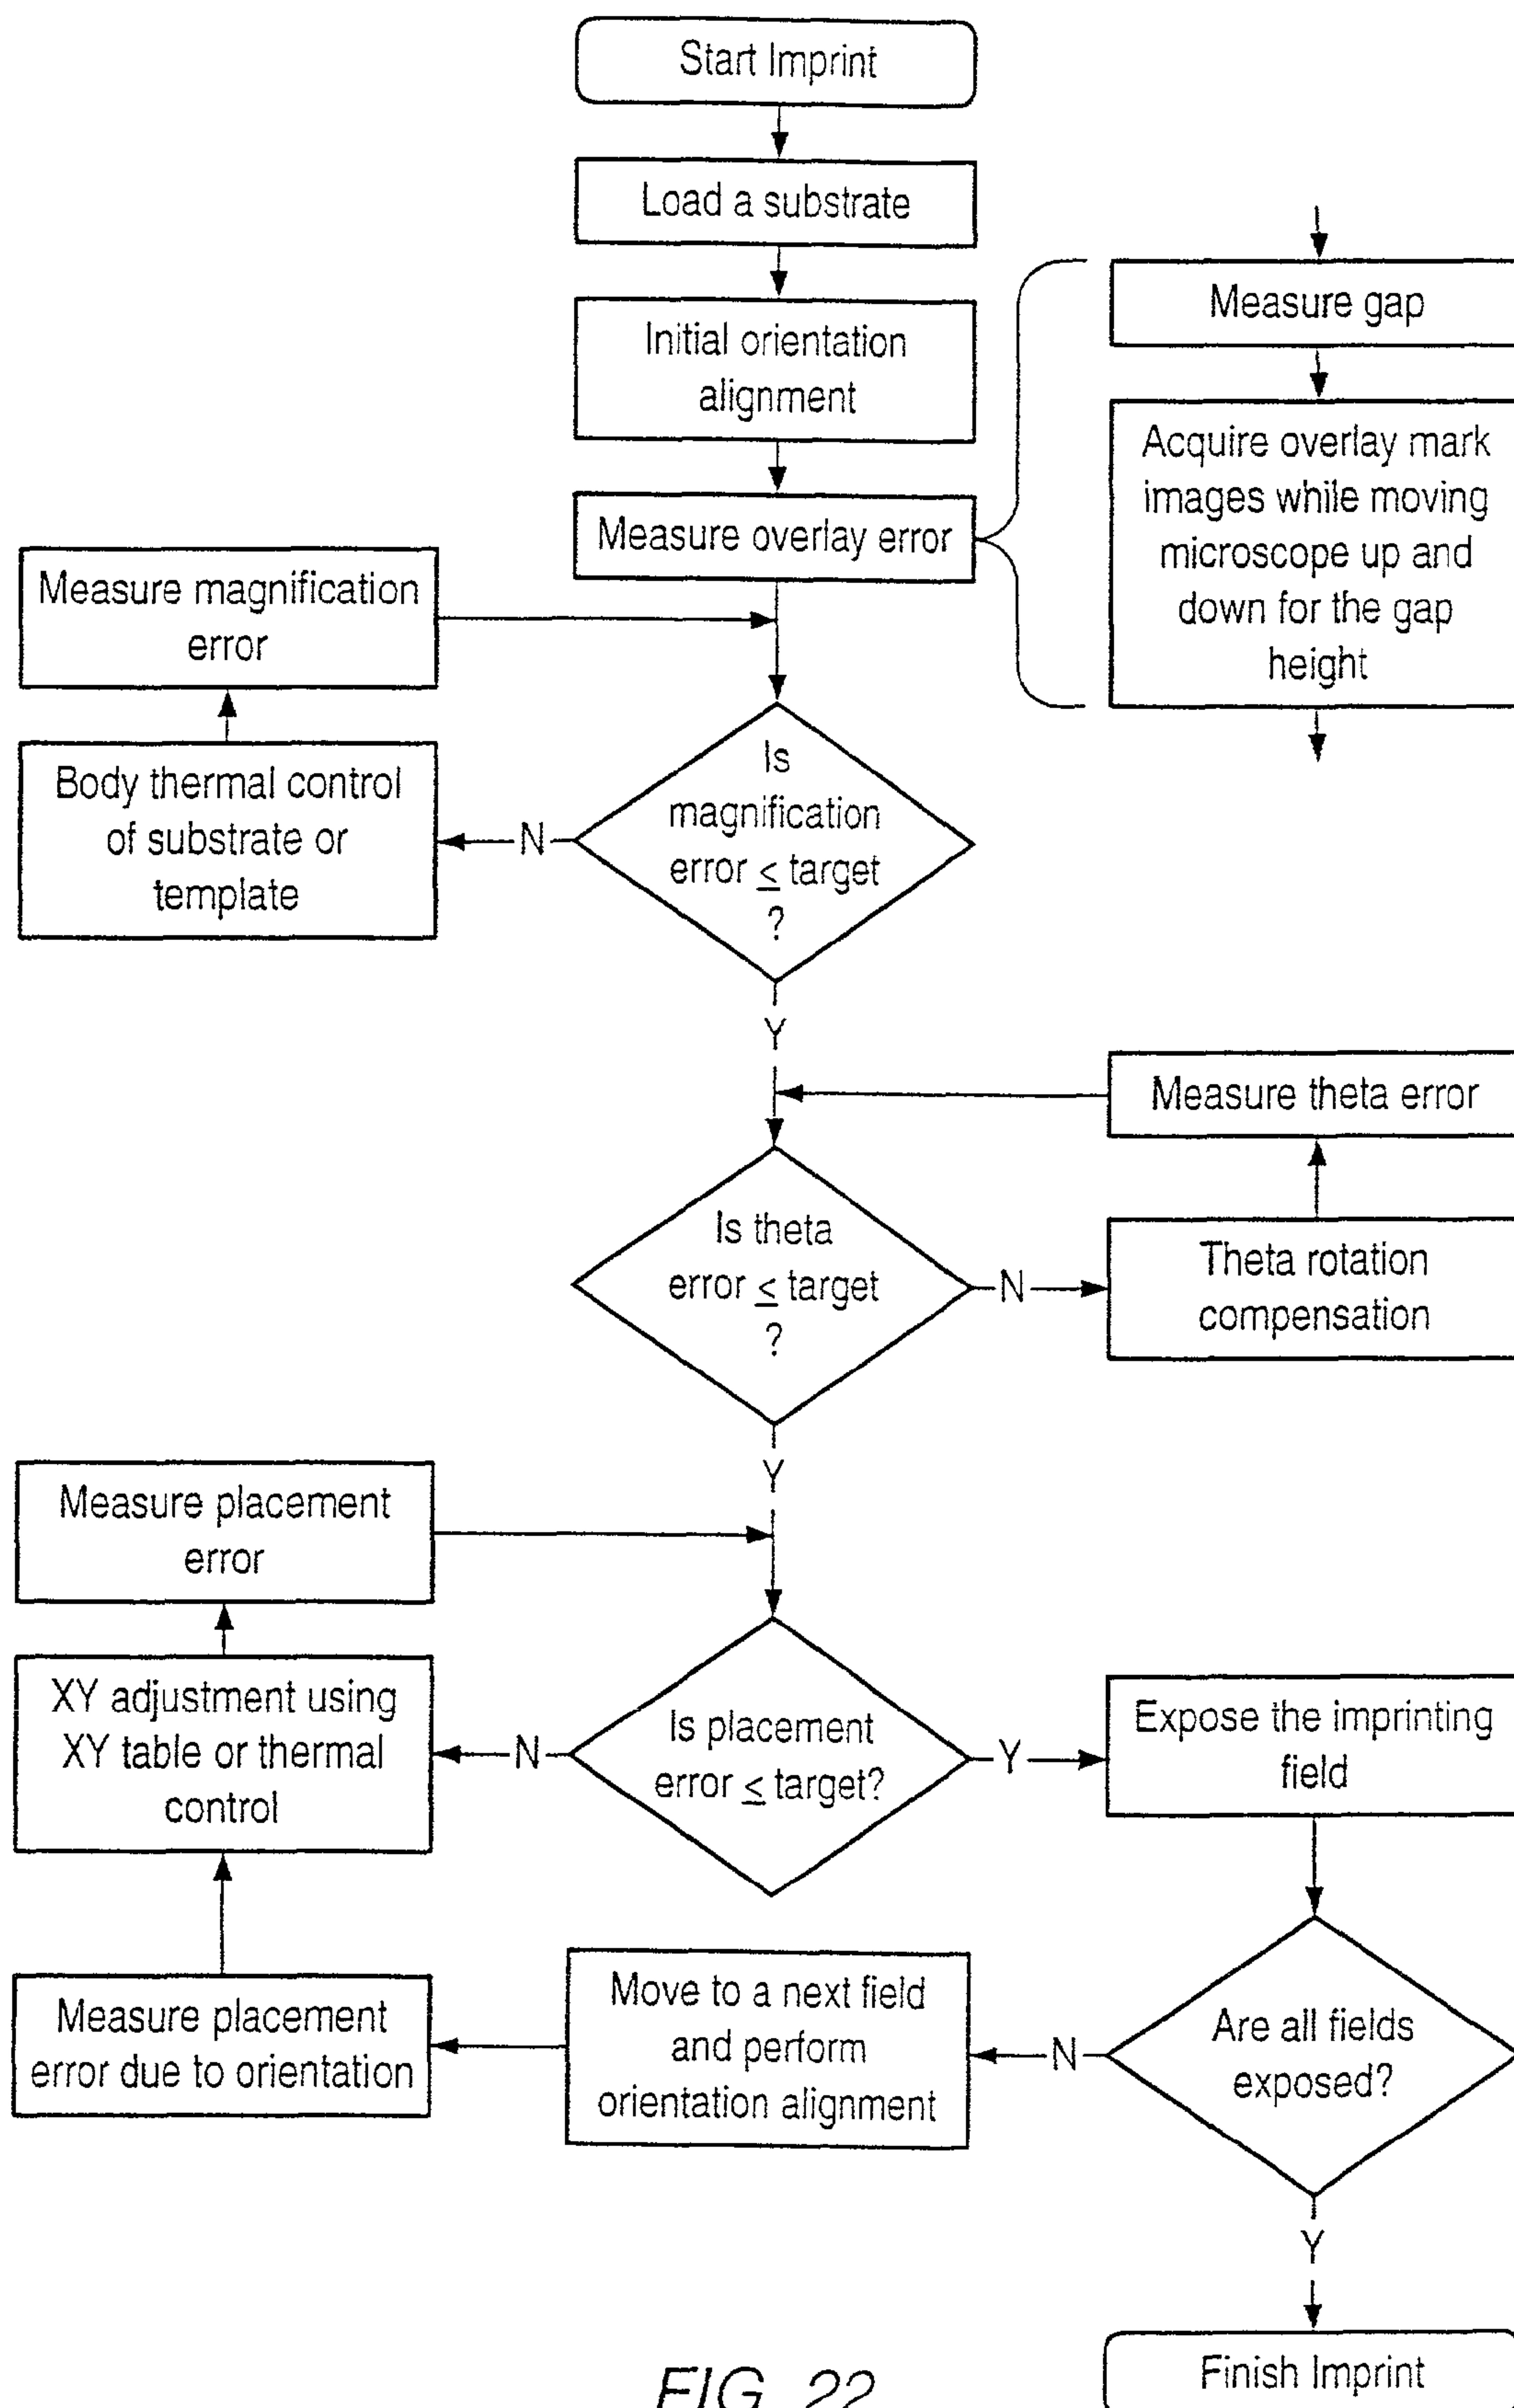 Start Imprint
Load a substrate
Initial orientation
alignment
Measure overlay error
Measure gap
Acquire overlay mark
images while moving
microscope up and
down for the gap
height
Measure magnification
error
Body thermal control
of substrate or
template
N
Is
magnification
error ≤ target
?
Y
Measure theta error
Is theta
error ≤ target
?
N
Theta rotation
compensation
Y
Measure placement
error
XY adjustment using
XY table or thermal
control
N
Is placement
error ≤ target?
Y
Expose the imprinting
field
Measure placement
error due to orientation
Move to a next field
and perform
orientation alignment
N
Are all fields
exposed?
Y
Finish Imprint
FIG. 22